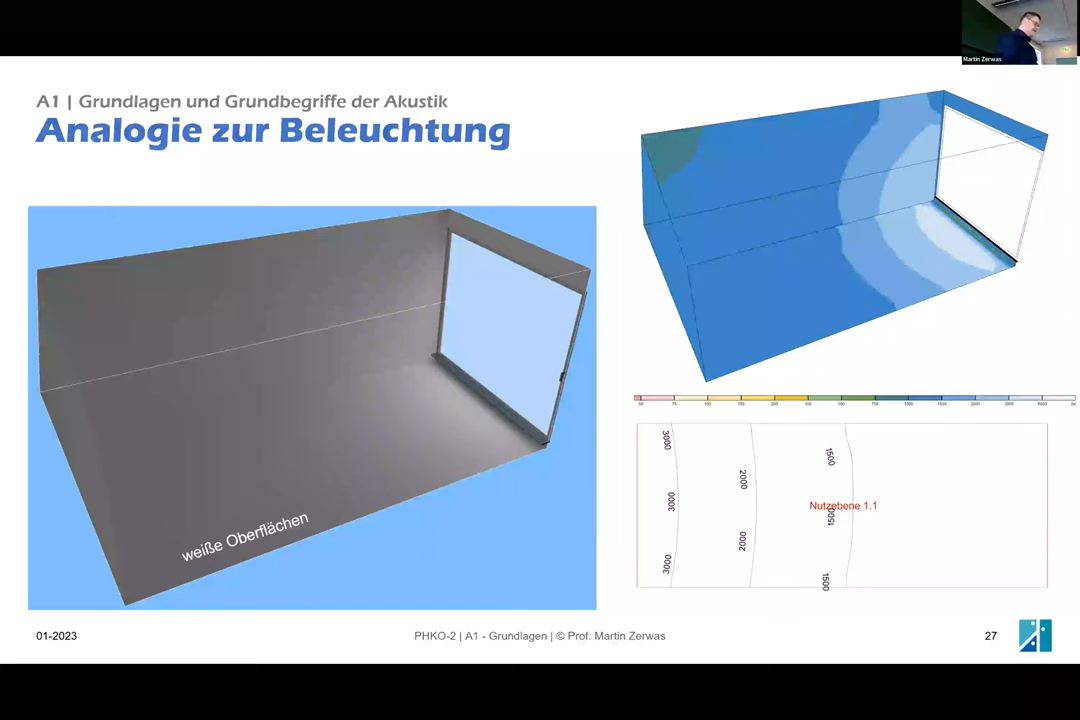 Martin Zerwas
A1 | Grundlagen und Grundbegriffe der Akustik
Analogie zur Beleuchtung
weiße Oberflächen
3000
3000
3000
2000
2000
1500
1500
1500
Nutzebene 1.1
01-2023
PHKO-2 | A1 - Grundlagen | © Prof. Martin Zerwas
27